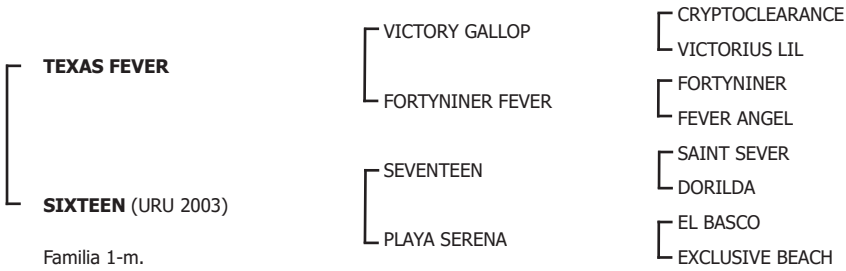 CRYPTOCLEARANCE
VICTORY GALLOP
VICTORIUS LIL
TEXAS FEVER
FORTYNINER
FORTYNINER FEVER
FEVER ANGEL
SAINT SEVER
SEVENTEEN
DORILDA
SIXTEEN (URU 2003)
EL BASCO
PLAYA SERENA
Familia 1-m.
EXCLUSIVE BEACH